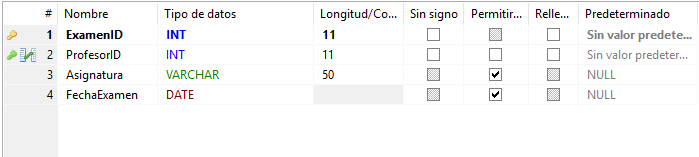 # Nombre Tipo de datos Longitud/Co... Sin signo Permitir... Relle... Predeterminado
1 ExamenID INT 11 Sin valor predete...
2 ProfesorID INT 11 Sin valor predeter...
3 Asignatura VARCHAR 50 NULL
4 FechaExamen DATE NULL